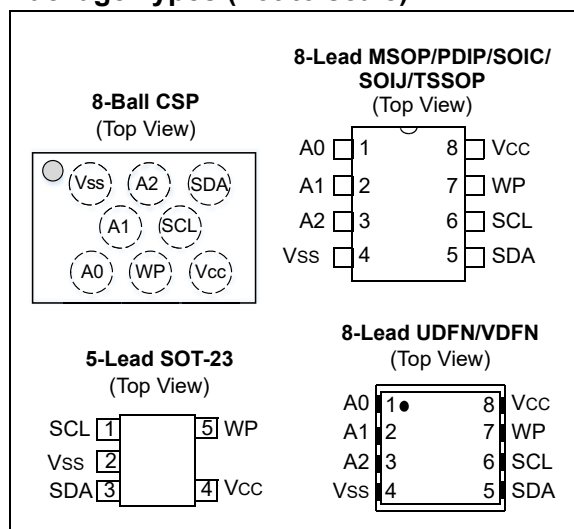 Package Types
8-Ball CSP
(Top View)
Vss A2 SDA
A1 SCL
A0 WP Vcc
8-Lead MSOP/PDIP/SOIC/
SOIJ/TSSOP
(Top View)
A0 1 8 VCC
A1 2 7 WP
A2 3 6 SCL
VSS 4 5 SDA
5-Lead SOT-23
(Top View)
SCL 1 5 WP
VSS 2
SDA 3 4 VCC
8-Lead UDFN/VDFN
(Top View)
A0 1 8 VCC
A1 2 7 WP
A2 3 6 SCL
VSS 4 5 SDA